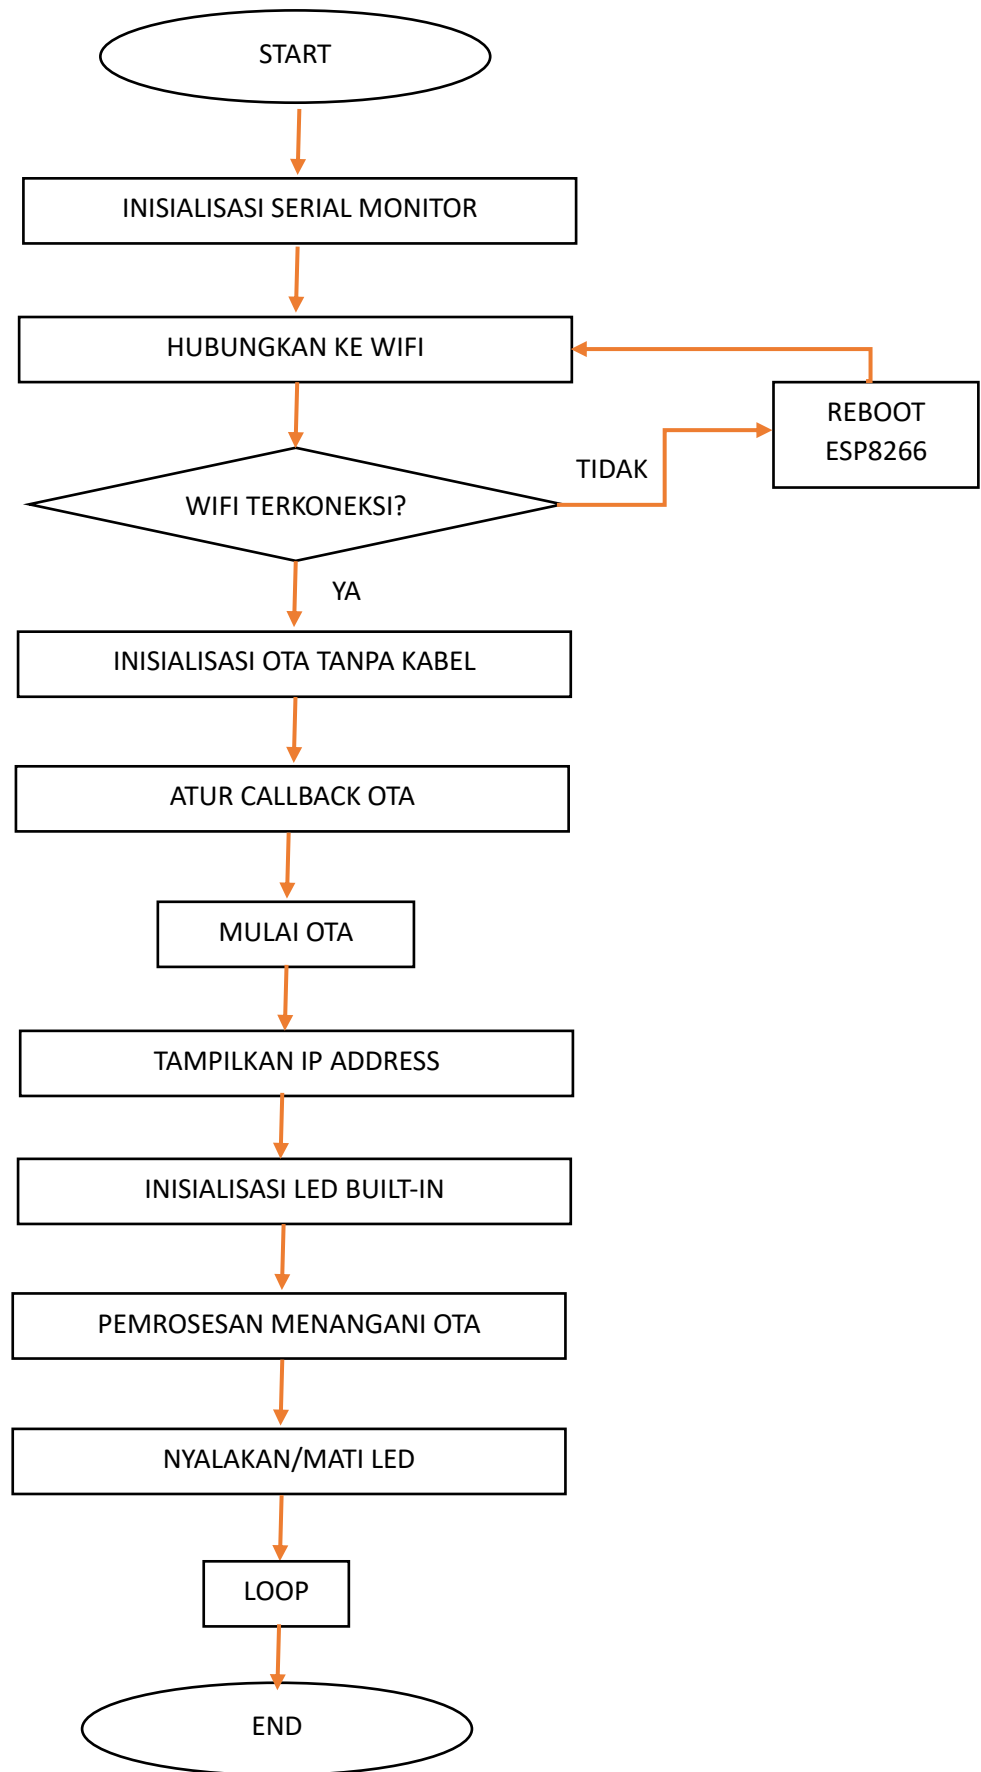 START
INISIALISASI SERIAL MONITOR
HUBUNGKAN KE WIFI
REBOOT
ESP8266
TIDAK
WIFI TERKONEKSI?
YA
INISIALISASI OTA TANPA KABEL
ATUR CALLBACK OTA
MULAI OTA
TAMPILKAN IP ADDRESS
INISIALISASI LED BUILT-IN
PEMROSESAN MENANGANI OTA
NYALAKAN/MATI LED
LOOP
END